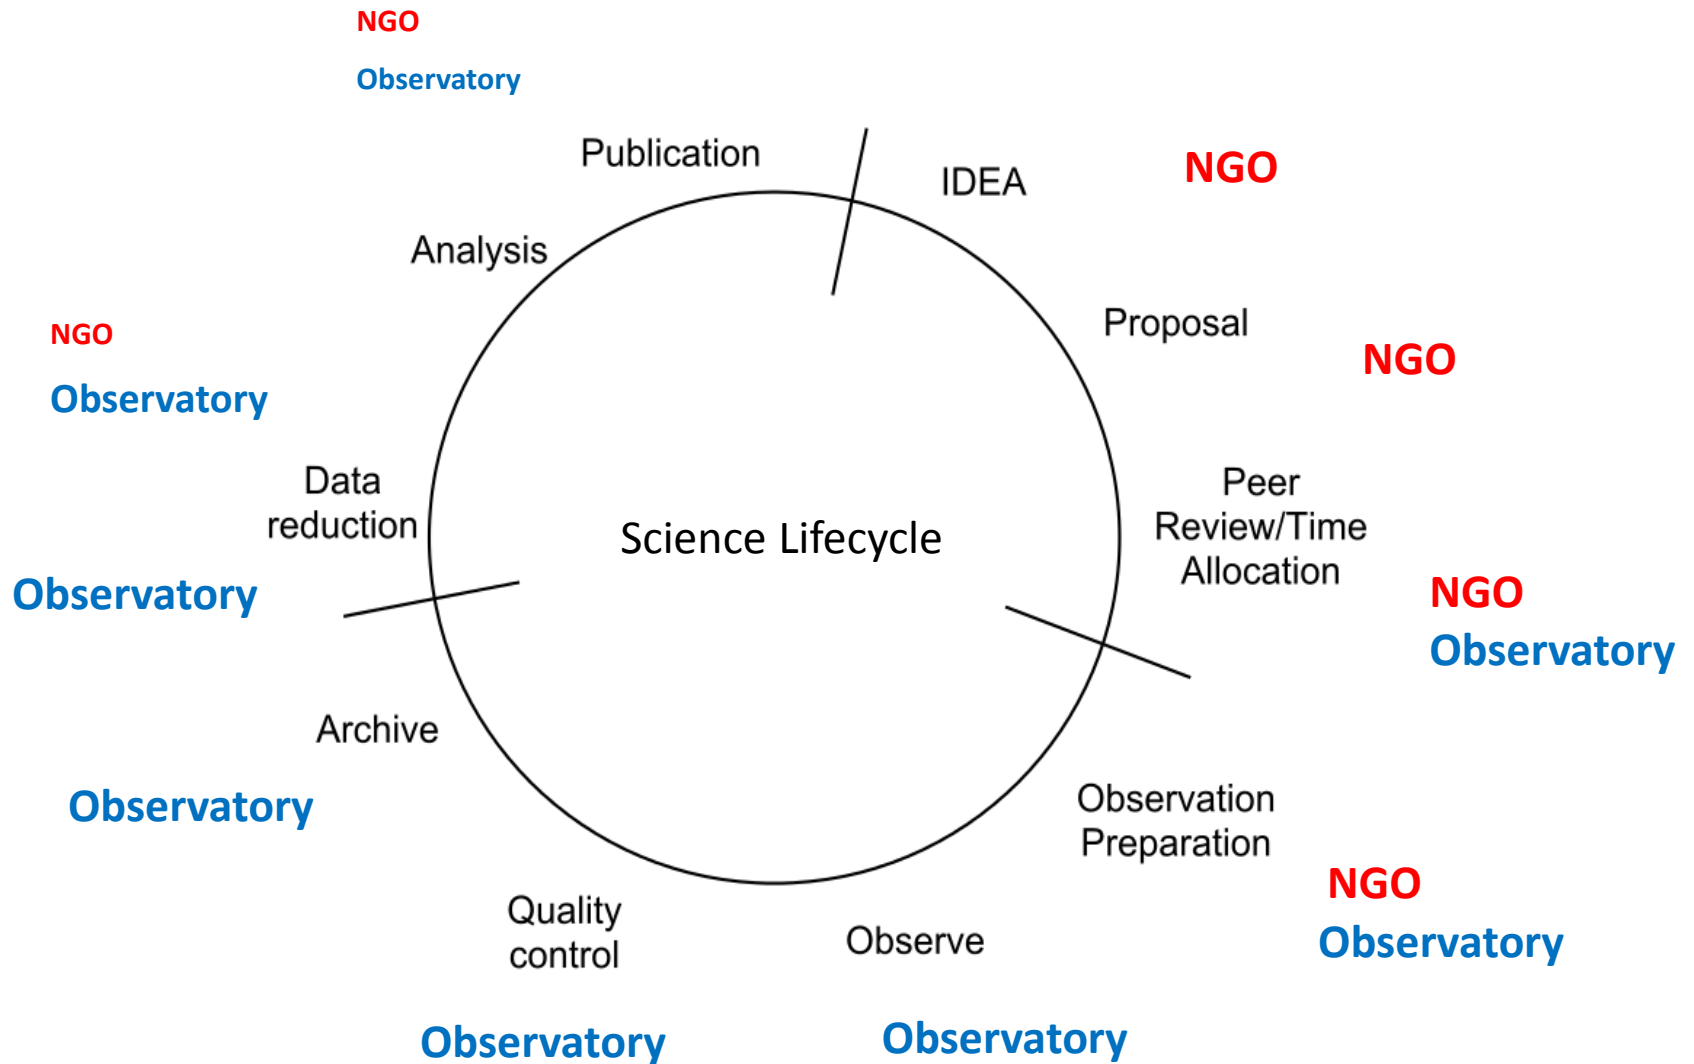 NGO
Observatory
Publication
IDEA
NGO
Analysis
Proposal
NGO
NGO
Observatory
Data
reduction
Science Lifecycle
Peer
Review/Time
Allocation
Observatory
NGO
Observatory
Archive
Observatory
Observation
Preparation
NGO
Observatory
Quality
control
Observe
Observatory
Observatory